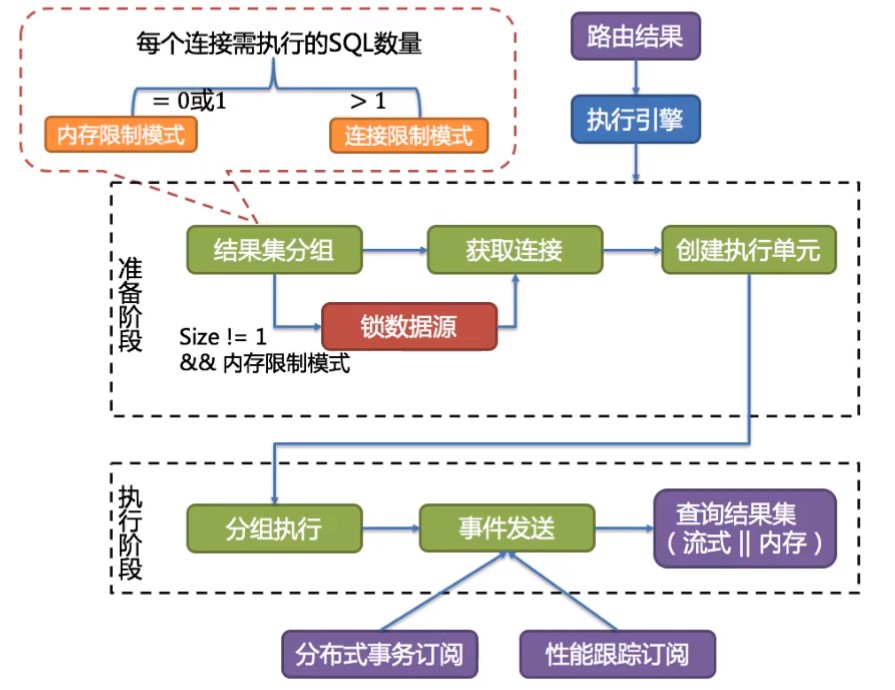 每个连接需执行的SQL数量
= 0或1
> 1
内存限制模式
连接限制模式
路由结果
执行引擎
准备阶段
结果集分组
获取连接
创建执行单元
锁数据源
Size != 1
&& 内存限制模式
执行阶段
分组执行
事件发送
查询结果集
（流式 || 内存）
分布式事务订阅
性能跟踪订阅